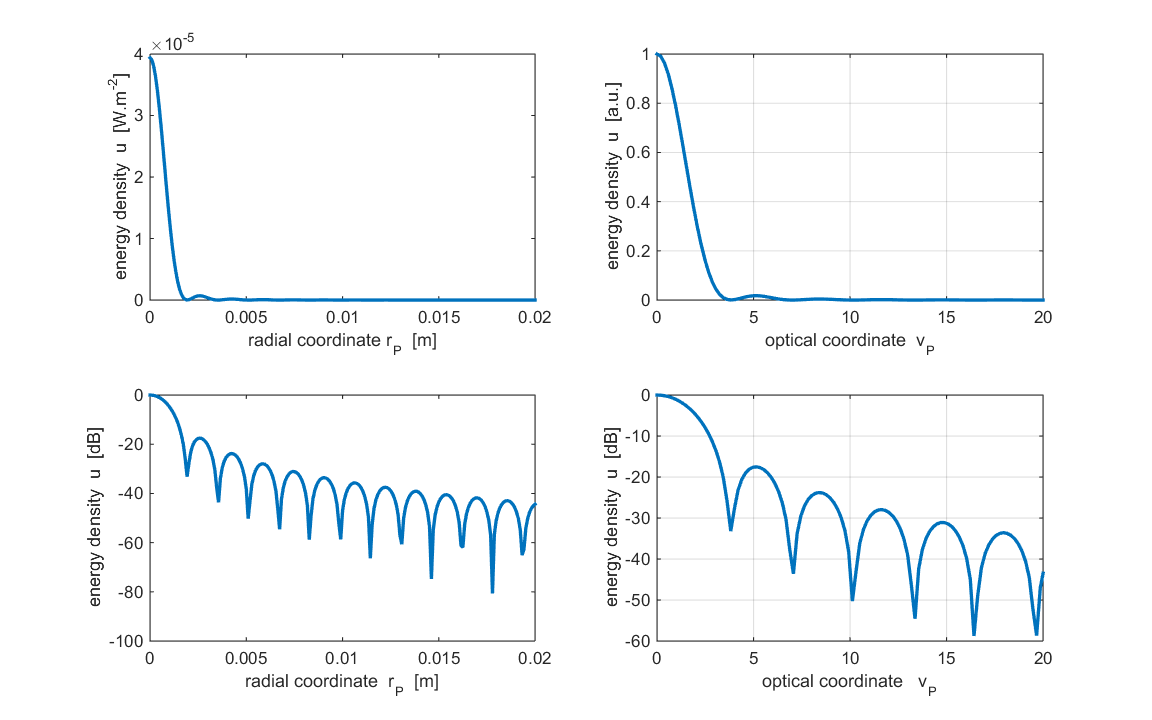 ×10-5
4
3
2
1
0
energy density u [W.m-2]
0 0.005 0.01 0.015 0.02
radial coordinate rP [m]
1
0.8
0.6
0.4
0.2
0
energy density u [a.u.]
0 5 10 15 20
optical coordinate vP
0
-20
-40
-60
-80
-100
energy density u [dB]
0 0.005 0.01 0.015 0.02
radial coordinate rP [m]
0
-10
-20
-30
-40
-50
-60
energy density u [dB]
0 5 10 15 20
optical coordinate vP